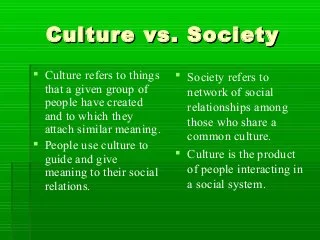 Culture vs. Society
Culture refers to things
that a given group of
people have created
and to which they
attach similar meaning.
People use culture to
guide and give
meaning to their social
relations.
Society refers to
network of social
relationships among
those who share a
common culture.
Culture is the product
of people interacting in
a social system.